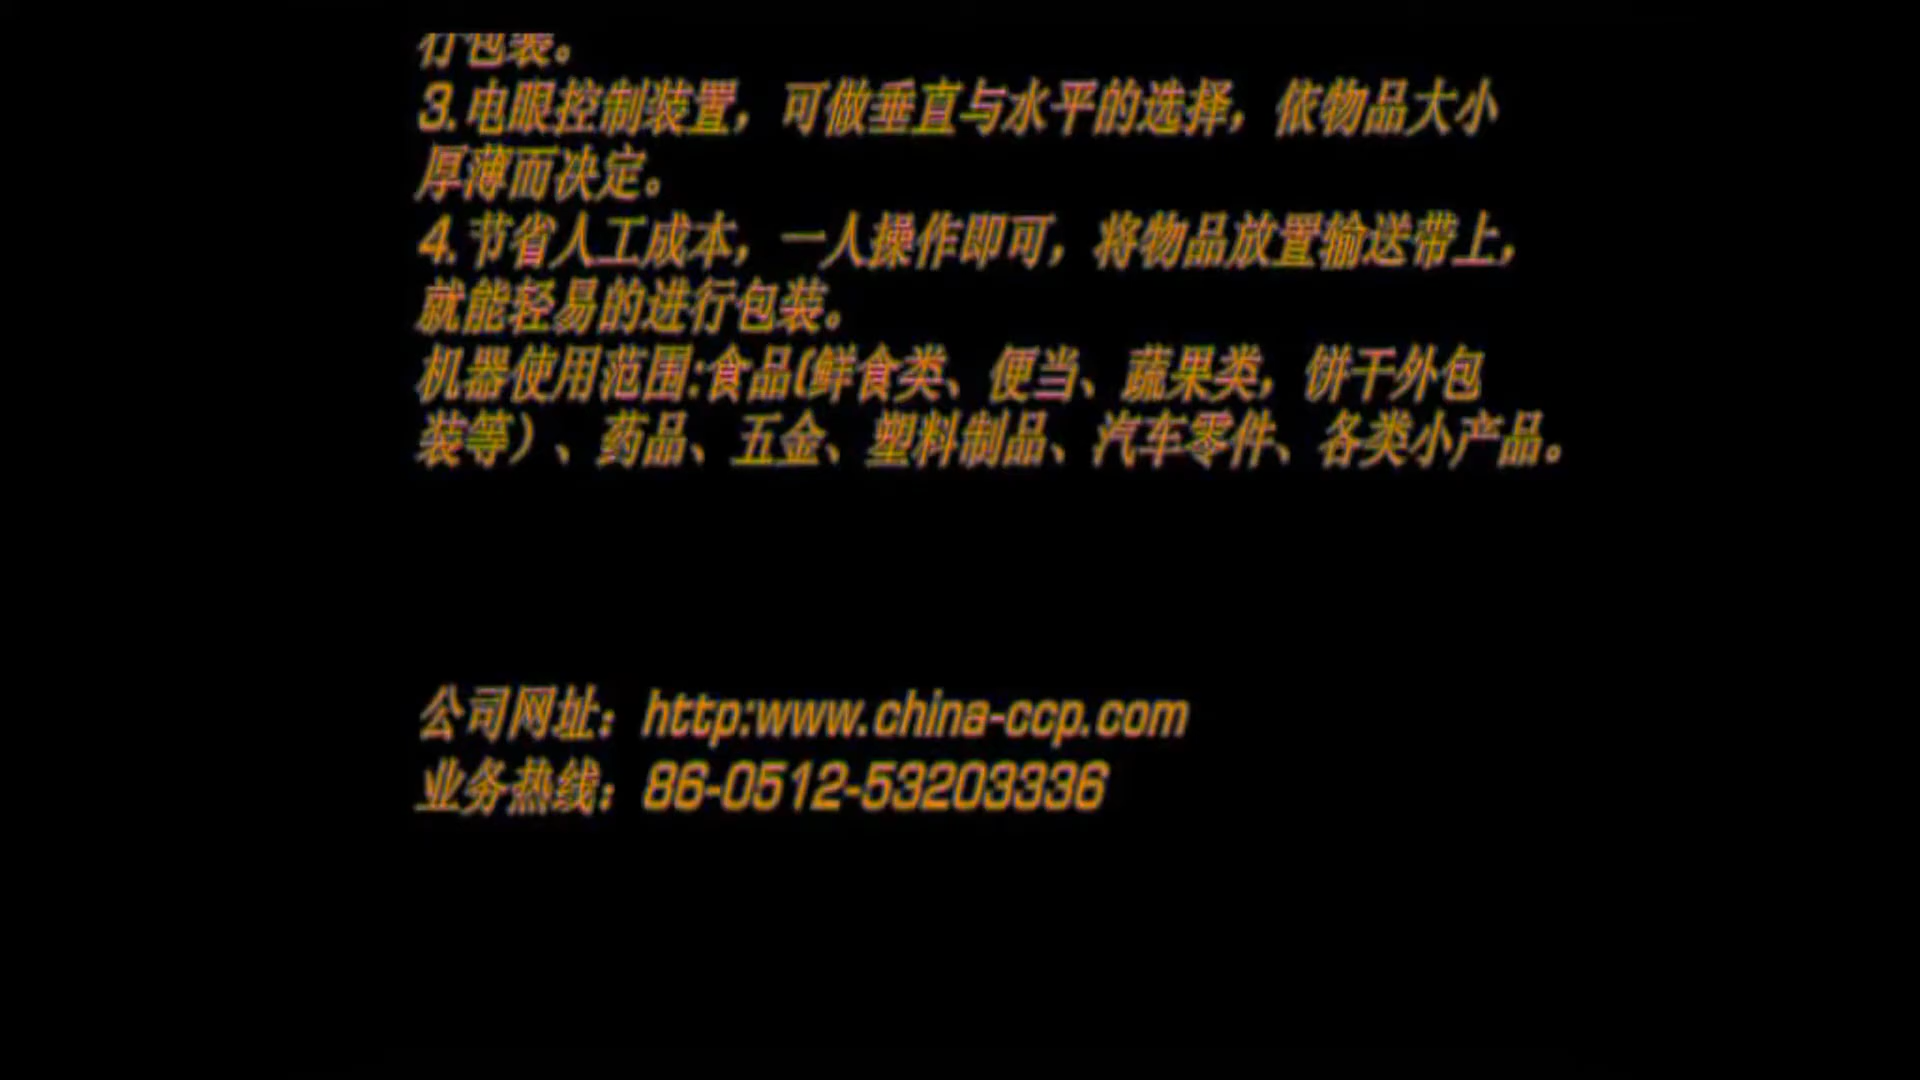 行包装。
3.电眼控制装置，可做垂直与水平的选择，依物品大小
厚薄而决定。
4.节省人工成本，一人操作即可，将物品放置输送带上，
就能轻易的进行包装。
机器使用范围:食品(鲜食类、便当、蔬果类，饼干外包
装等）、药品、五金、塑料制品、汽车零件、各类小产品。
公司网址：http:www.china-ccp.com
业务热线：86-0512-53203336